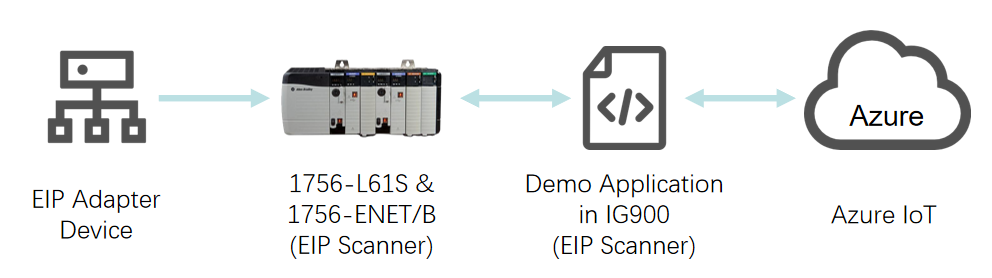 Azure
EIP Adapter
Device
1756-L61S &
1756-ENET/B
(EIP Scanner)
Demo Application
in IG900
(EIP Scanner)
Azure IoT